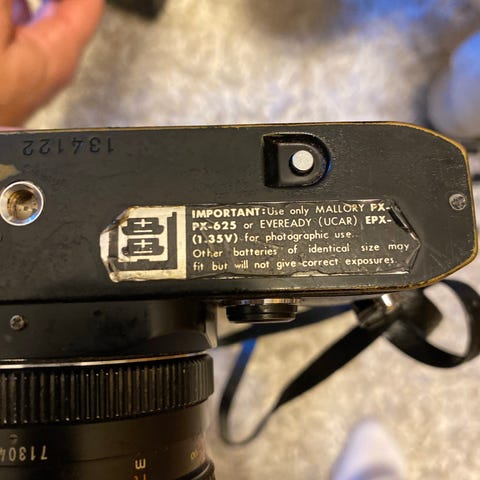 134122
IMPORTANT: Use only MALLORY PX-
PX-625 or EVEREADY (UCAR) EPX-
(1.35V) for photographic use.
Other batteries of identical size may
fit but will not give correct exposures.
71304
m